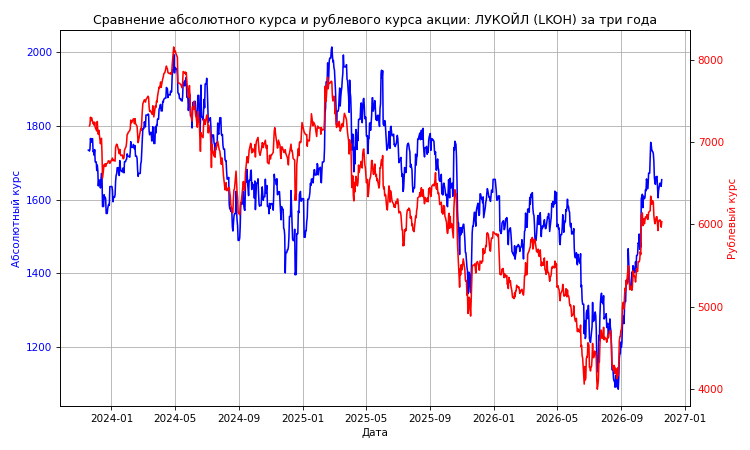 Сравнение абсолютного курса и рублевого курса акции: ЛУКОЙЛ (LKOH) за три года
2000
1800
1600
1400
1200
Абсолютный курс
8000
7000
6000
5000
4000
Рублевый курс
2024-01 2024-05 2024-09 2025-01 2025-05 2025-09 2026-01 2026-05 2026-09 2027-01
Дата